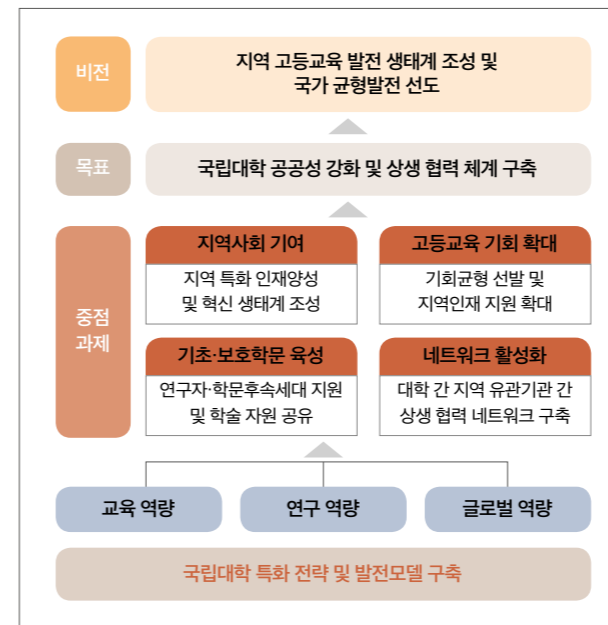 비전
지역 고등교육 발전 생태계 조성 및
국가 균형발전 선도
목표
국립대학 공공성 강화 및 상생 협력 체계 구축
중점
과제
지역사회 기여
지역 특화 인재양성
및 혁신 생태계 조성
고등교육 기회 확대
기회균형 선발 및
지역인재 지원 확대
기초·보호학문 육성
연구자·학문후속세대 지원
및 학술 자원 공유
네트워크 활성화
대학 간 지역 유관기관 간
상생 협력 네트워크 구축
교육 역량
연구 역량
글로벌 역량
국립대학 특화 전략 및 발전모델 구축